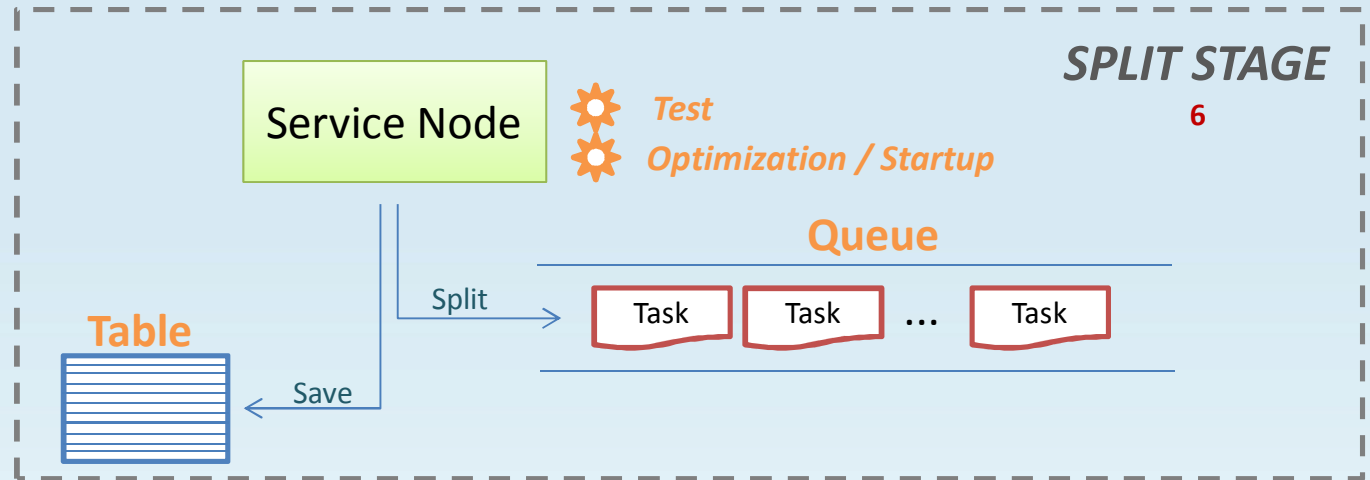 SPLIT STAGE
6
Service Node
Test
Optimization / Startup
Queue
Split
Task
Task
...
Task
Table
Save